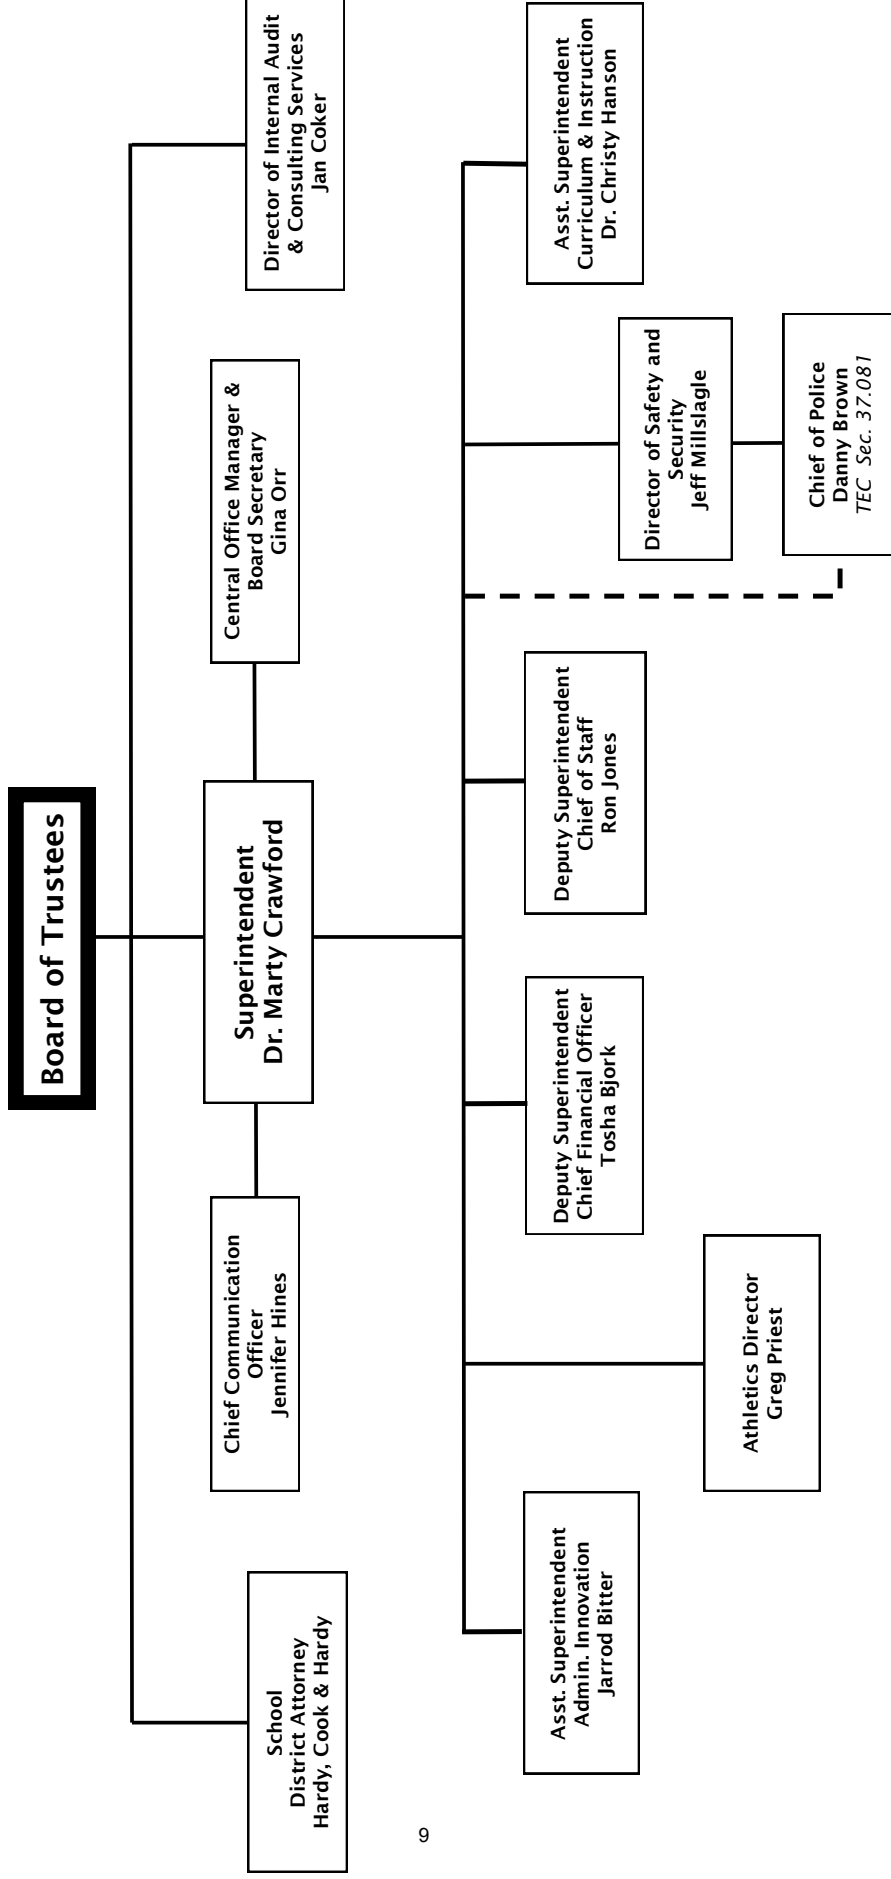 Board of Trustees
School
District Attorney
Hardy, Cook & Hardy
Chief Communication
Officer
Jennifer Hines
Superintendent
Dr. Marty Crawford
Central Office Manager &
Board Secretary
Gina Orr
Director of Internal Audit
& Consulting Services
Jan Coker
Asst. Superintendent
Admin. Innovation
Jarrod Bitter
Athletics Director
Greg Priest
Deputy Superintendent
Chief Financial Officer
Tosha Bjork
Deputy Superintendent
Chief of Staff
Ron Jones
Director of Safety and
Security
Jeff Millslagle
Chief of Police
Danny Brown
TEC Sec. 37.081
Asst. Superintendent
Curriculum & Instruction
Dr. Christy Hanson
9